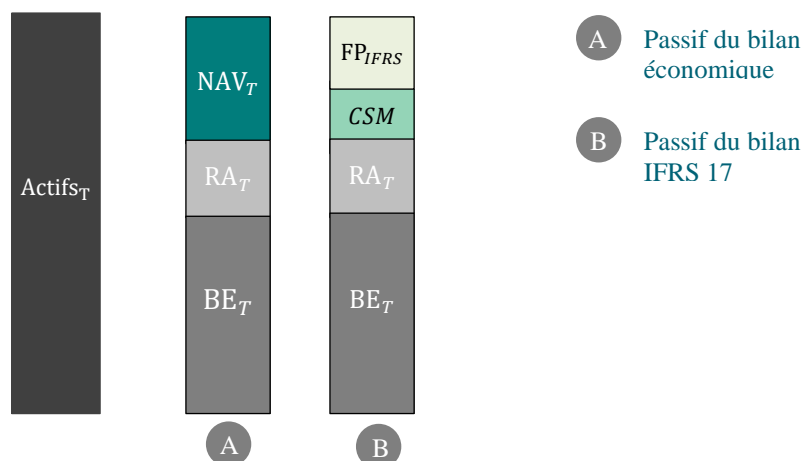 Actifs_T
NAV_T
RA_T
BE_T
A
FP_IFRS
CSM
RA_T
BE_T
B
A Passif du bilan
économique
B Passif du bilan
IFRS 17